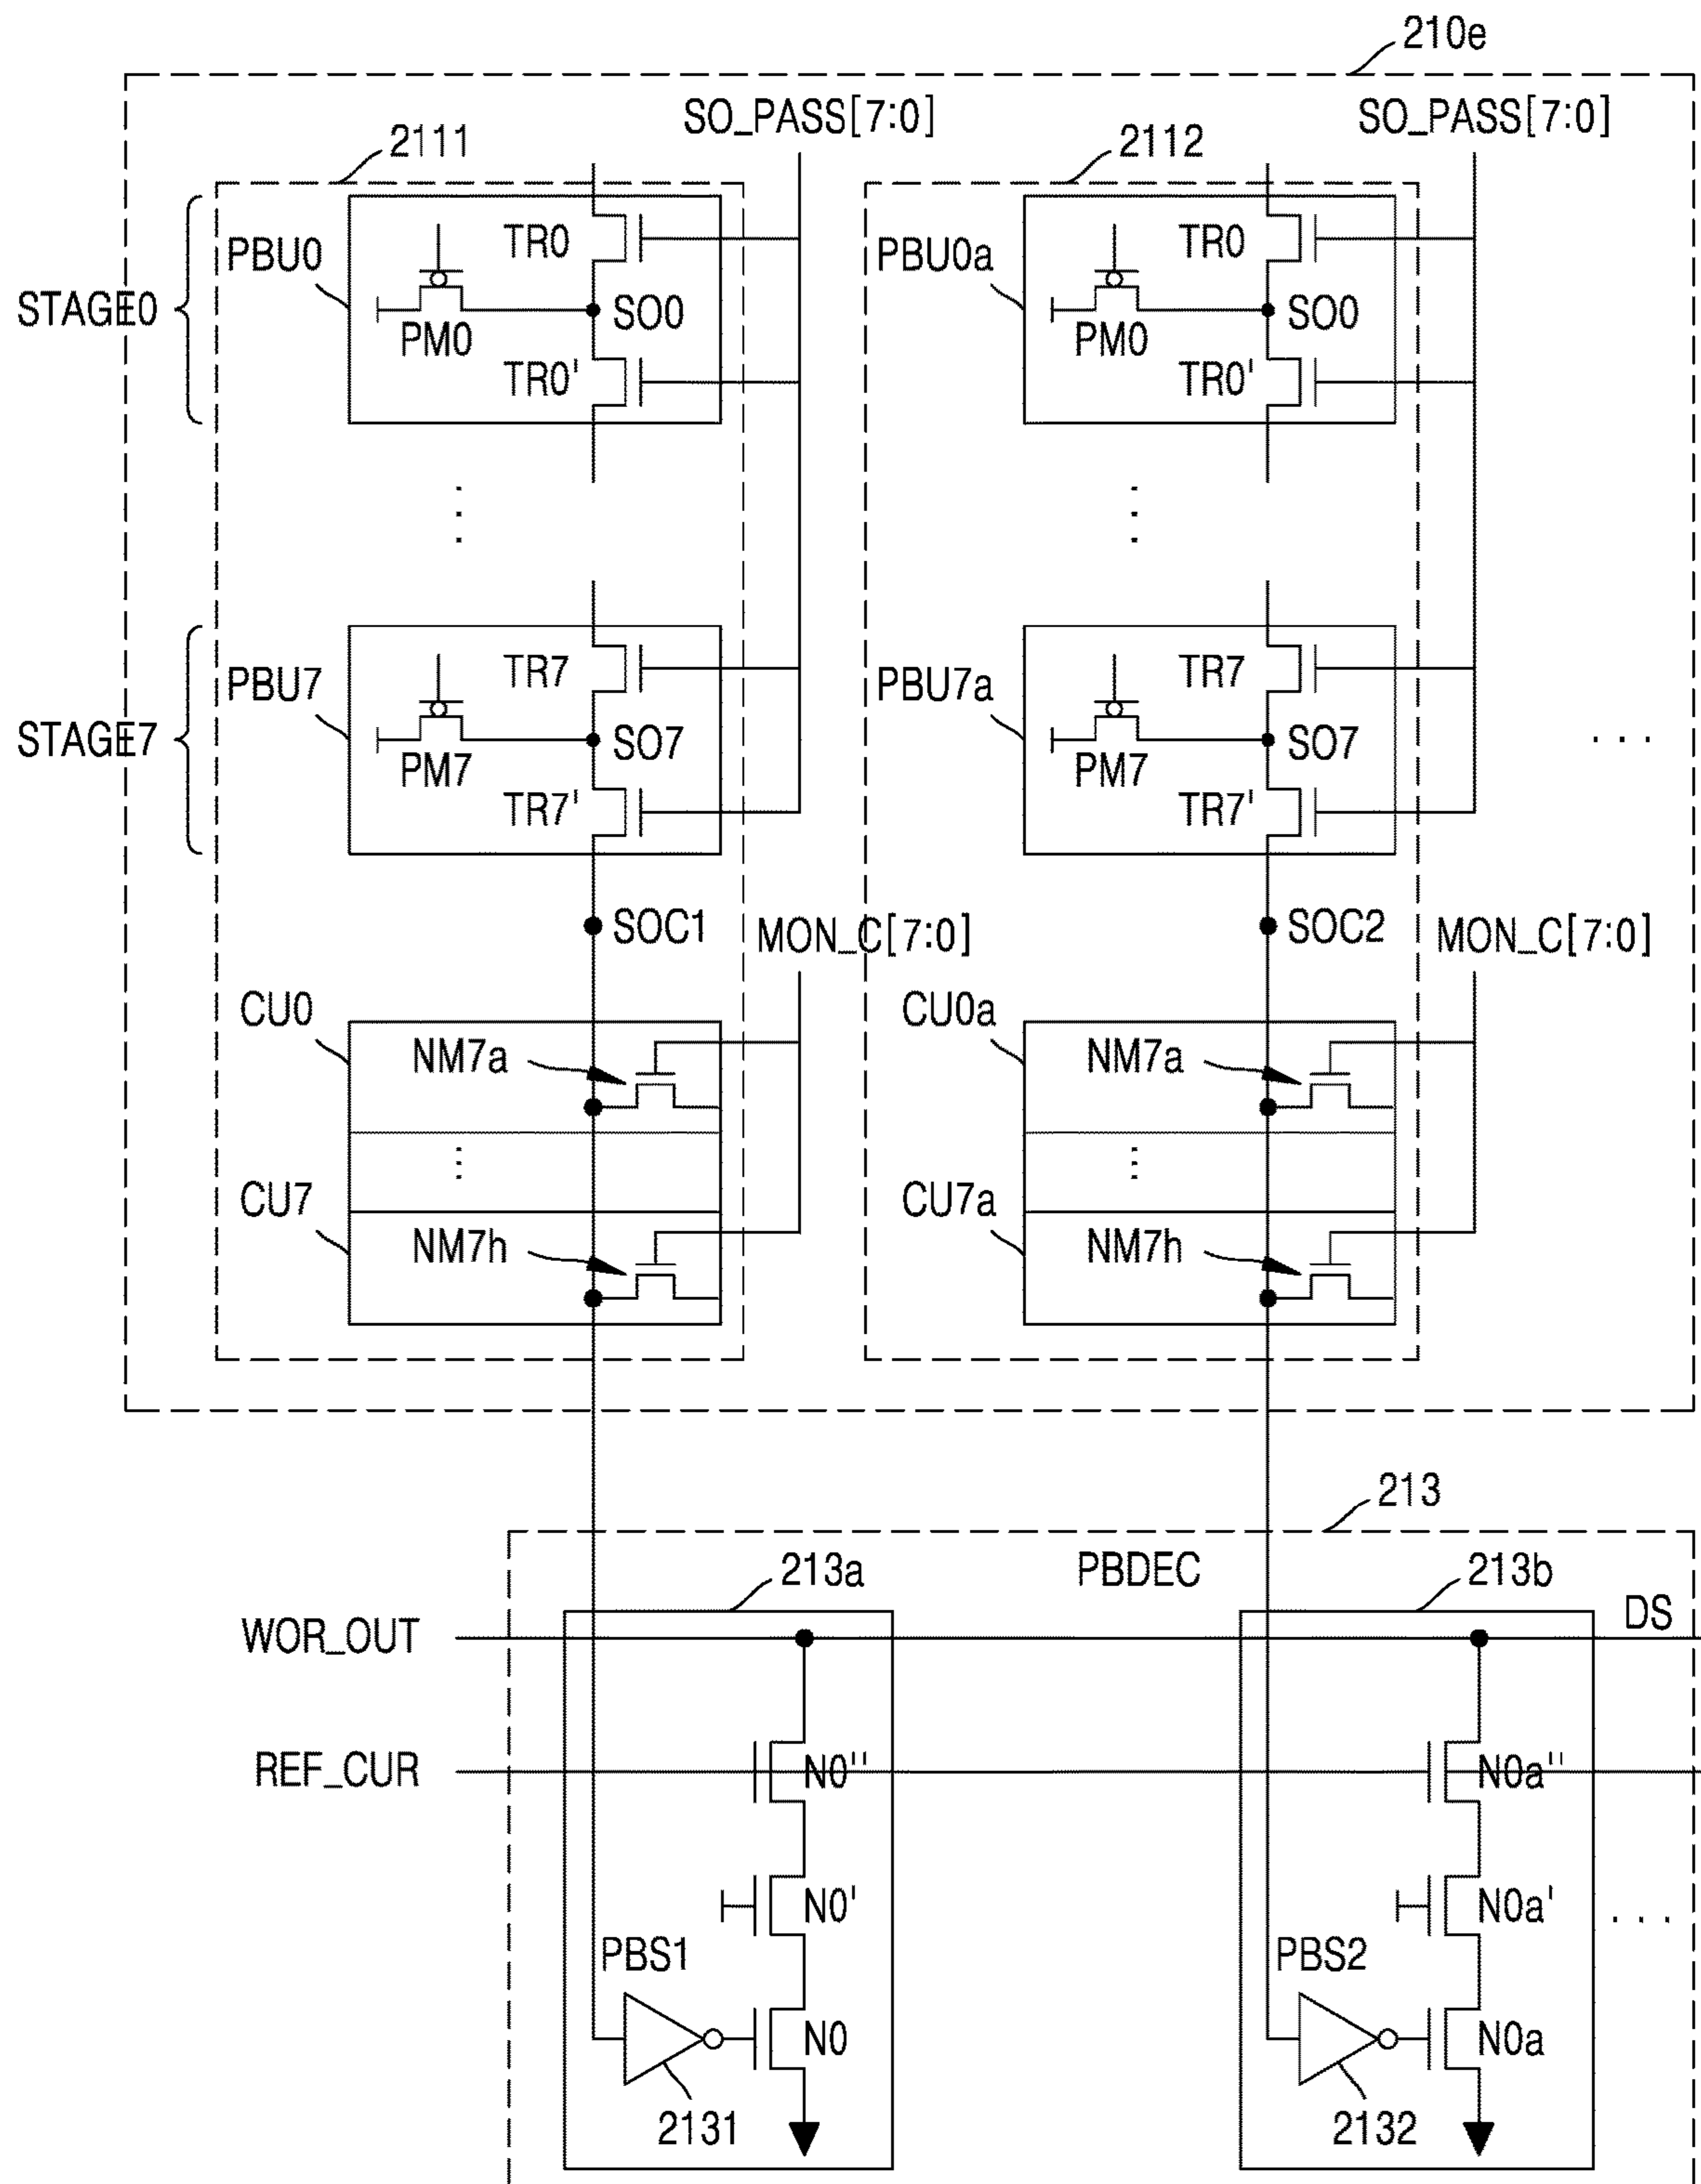 210e
SO_PASS[7:0] SO_PASS[7:0]
2111 2112
PBU0 TR0 PBU0a TR0
STAGE0 SO0 SO0
PM0 PM0
TR0' TR0'
⋮ ⋮
PBU7 TR7 PBU7a TR7
STAGE7 SO7 SO7 ...
PM7 PM7
TR7' TR7'
SOC1 MON_C[7:0] SOC2 MON_C[7:0]
CU0 CU0a
NM7a NM7a
⋮ ⋮
CU7 CU7a
NM7h NM7h
213
213a PBDEC 213b
WOR_OUT DS
REF_CUR N0'' N0a''
N0' N0a' ...
PBS1 PBS2
N0 N0a
2131 2132